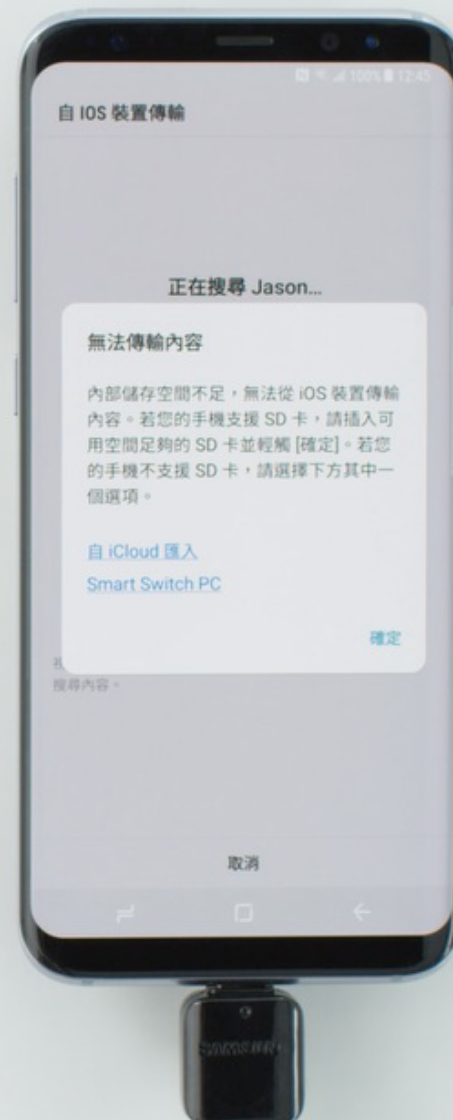 100% 12:45
自 IOS 裝置傳輸
正在搜尋 Jason...
無法傳輸內容
內部儲存空間不足，無法從 iOS 裝置傳輸
內容。若您的手機支援 SD 卡，請插入可
用空間足夠的 SD 卡並輕觸 [確定]。若您
的手機不支援 SD 卡，請選擇下方其中一
個選項。
自 iCloud 匯入
Smart Switch PC
確定
搜尋內容。
取消
SAMSUNG